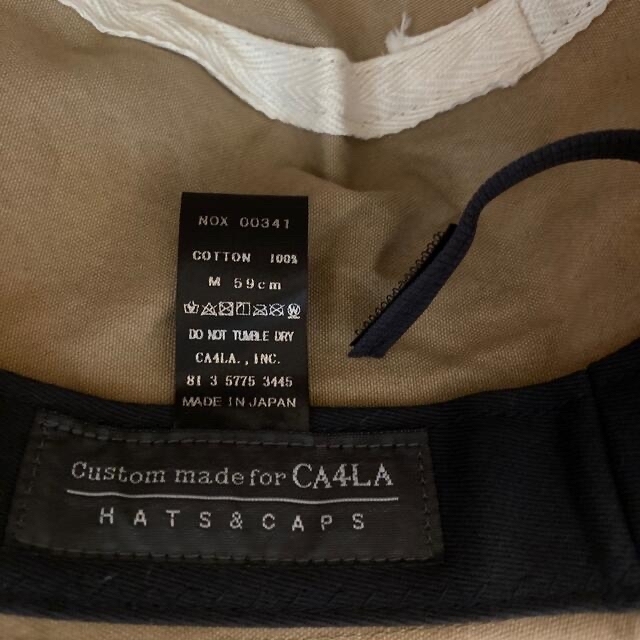 NOX 00341
COTTON 100%
M 59cm
DO NOT TUMBLE DRY
CA4LA., INC.
81 3 5775 3445
MADE IN JAPAN
Custom made for CA4LA
HATS & CAPS